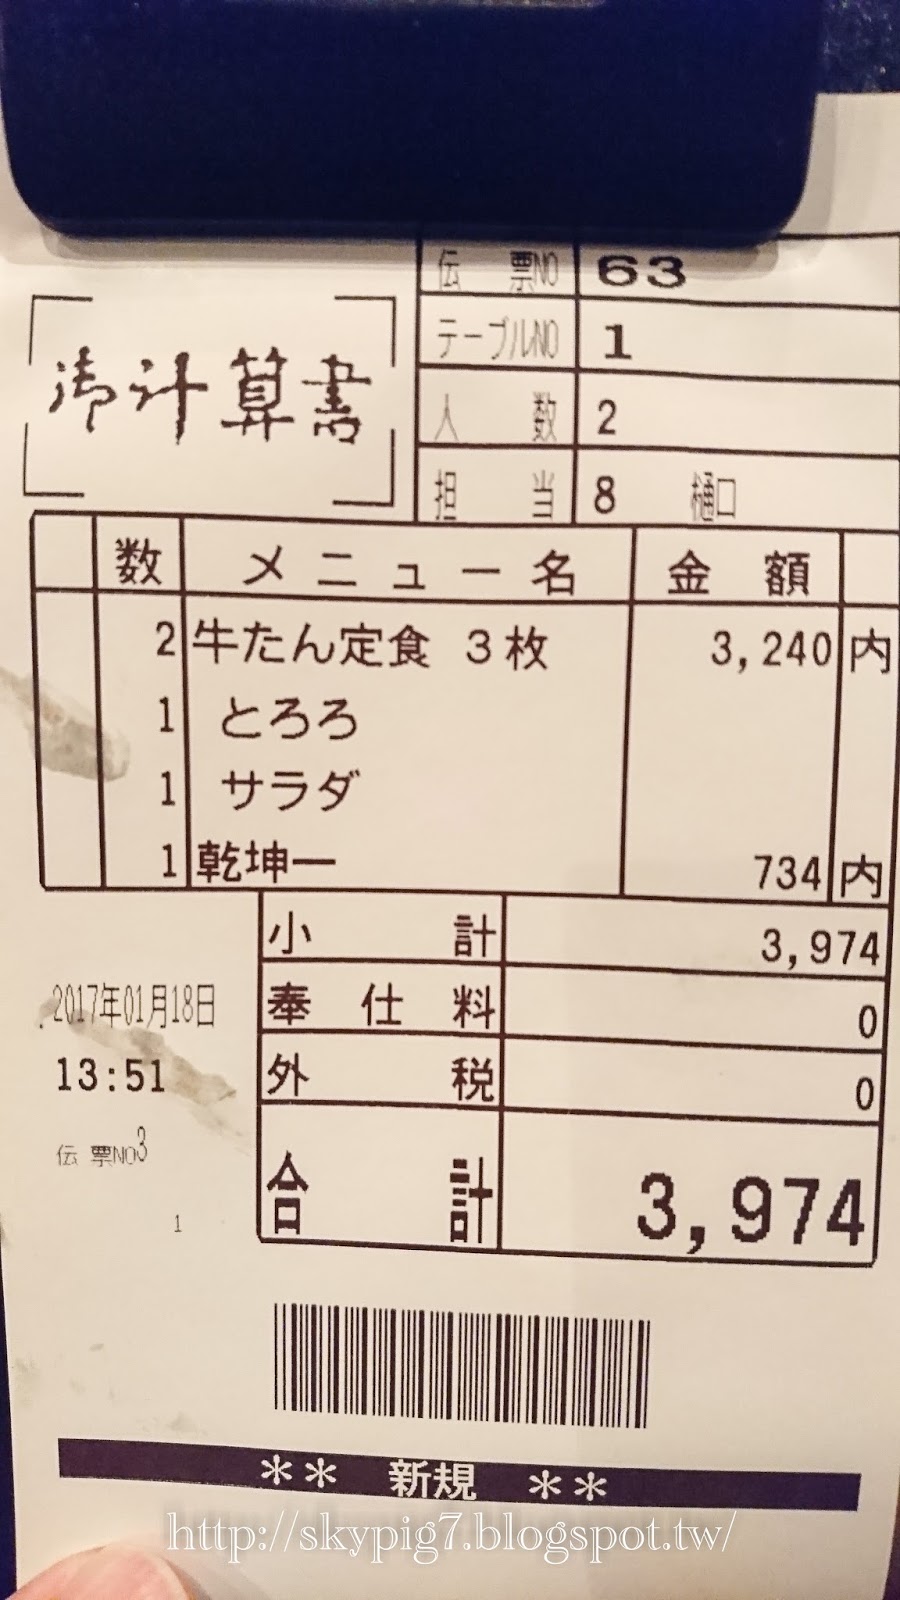 伝票NO 63
テーブルNO 1
人数 2
担当 8 樋口
御計算書
数 メニュー名 金額
2 牛たん定食 3枚 3,240 内
1 とろろ
1 サラダ
1 乾坤一 734 内
小計 3,974
奉仕料 0
外税 0
合計 3,974
2017年01月18日
13:51
伝票NO3
1
** 新規 **
http://skypig7.blogspot.tw/